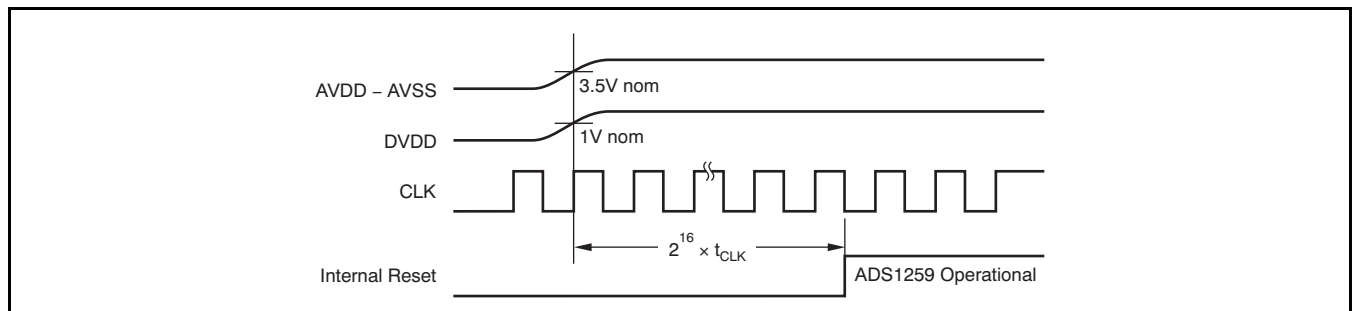 AVDD – AVSS
3.5V nom
DVDD
1V nom
CLK
2^16 × tCLK
Internal Reset
ADS1259 Operational